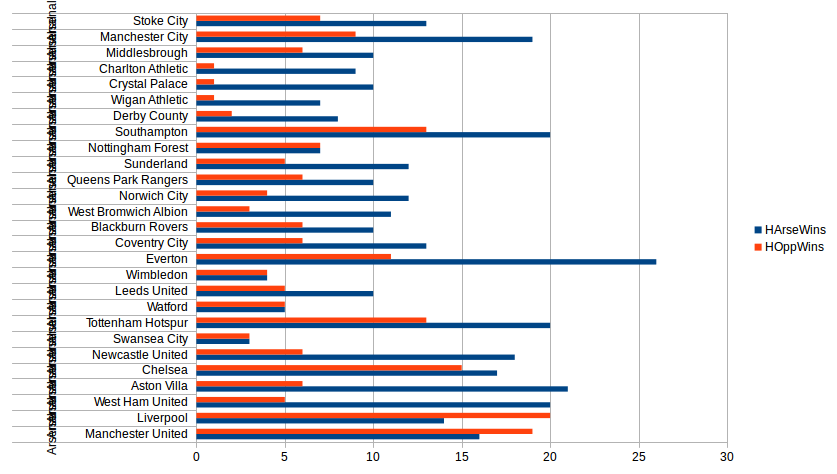 Stoke City
Manchester City
Middlesbrough
Charlton Athletic
Crystal Palace
Wigan Athletic
Derby County
Southampton
Nottingham Forest
Sunderland
Queens Park Rangers
Norwich City
West Bromwich Albion
Blackburn Rovers
Coventry City
Everton
Wimbledon
Leeds United
Watford
Tottenham Hotspur
Swansea City
Newcastle United
Chelsea
Aston Villa
West Ham United
Liverpool
Manchester United
0 5 10 15 20 25 30
HArseWins
HOppWins